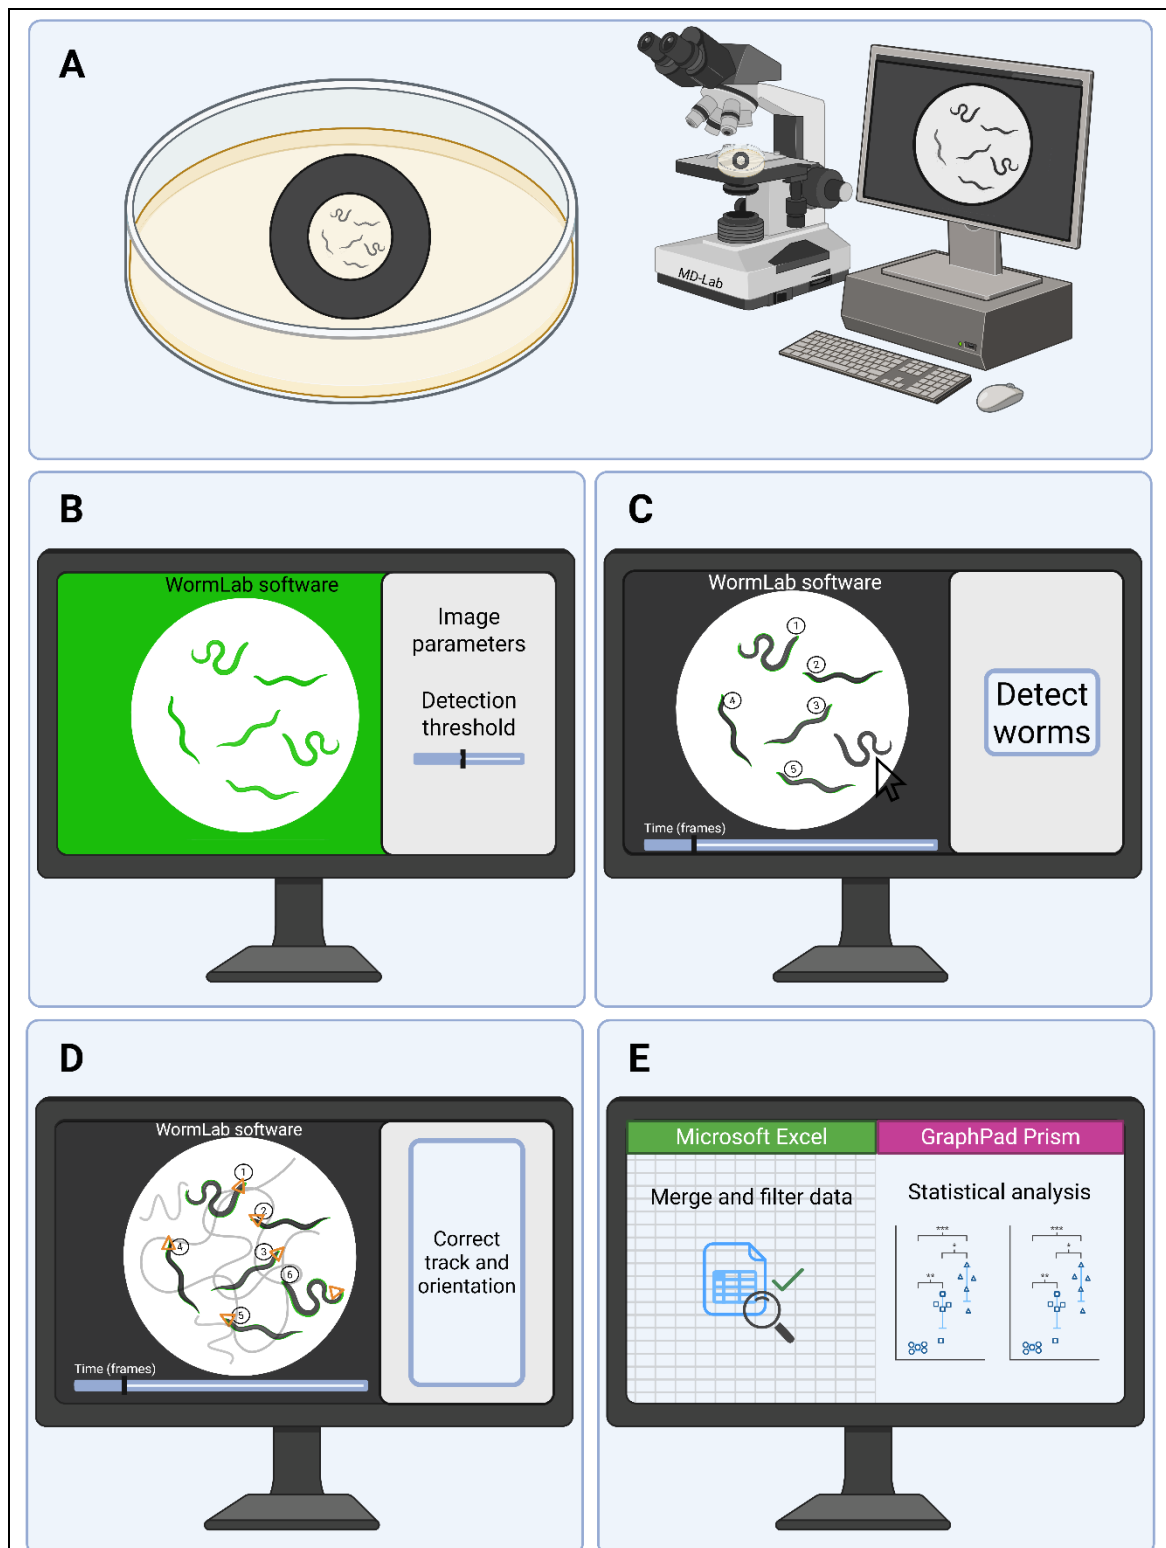 A
MD-Lab
B
WormLab software
Image
parameters
Detection
threshold
C
WormLab software
1
2
3
4
5
Detect
worms
Time (frames)
D
WormLab software
1
2
3
4
5
6
Correct
track and
orientation
Time (frames)
E
Microsoft Excel
GraphPad Prism
Merge and filter data
Statistical analysis
***
*
**
***
*
**